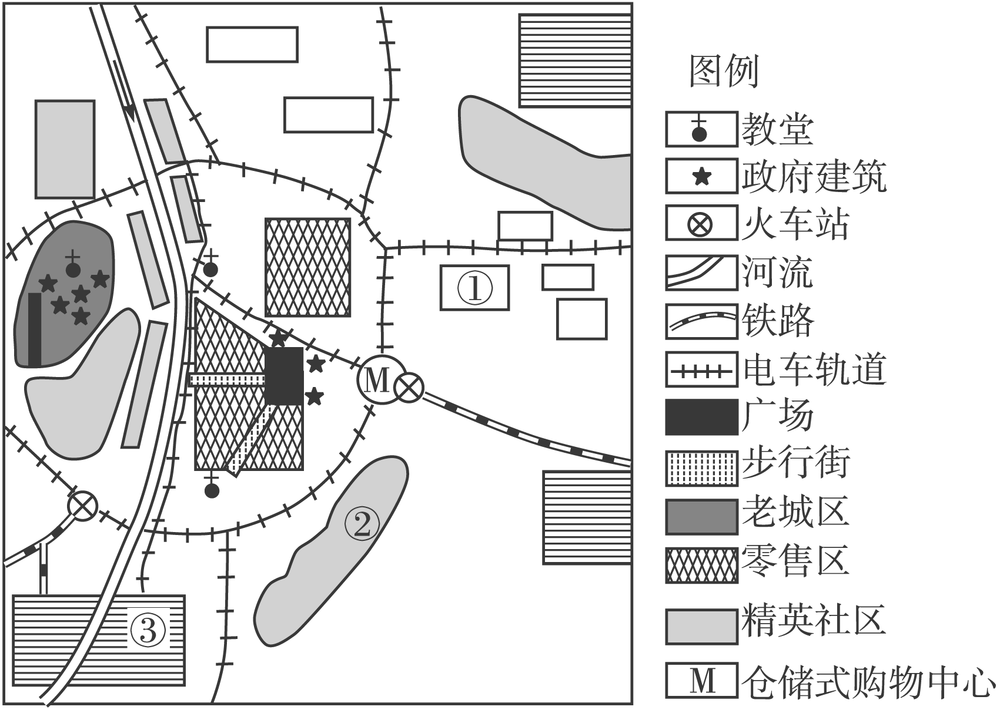 图例
教堂
政府建筑
火车站
河流
铁路
电车轨道
广场
步行街
老城区
零售区
精英社区
M 仓储式购物中心
①
M
②
③